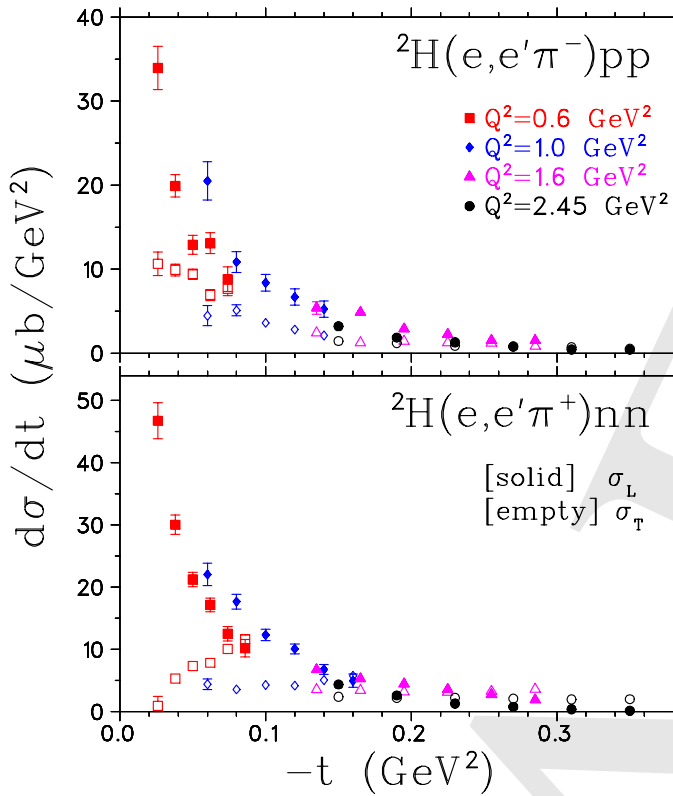 40
30
20
10
0
²H(e,e′π⁻)pp
Q²=0.6 GeV²
Q²=1.0 GeV²
Q²=1.6 GeV²
Q²=2.45 GeV²
dσ/dt (μb/GeV²)
50
40
30
20
10
0
²H(e,e′π⁺)nn
[solid] σ_L
[empty] σ_T
0.0 0.1 0.2 0.3
−t (GeV²)